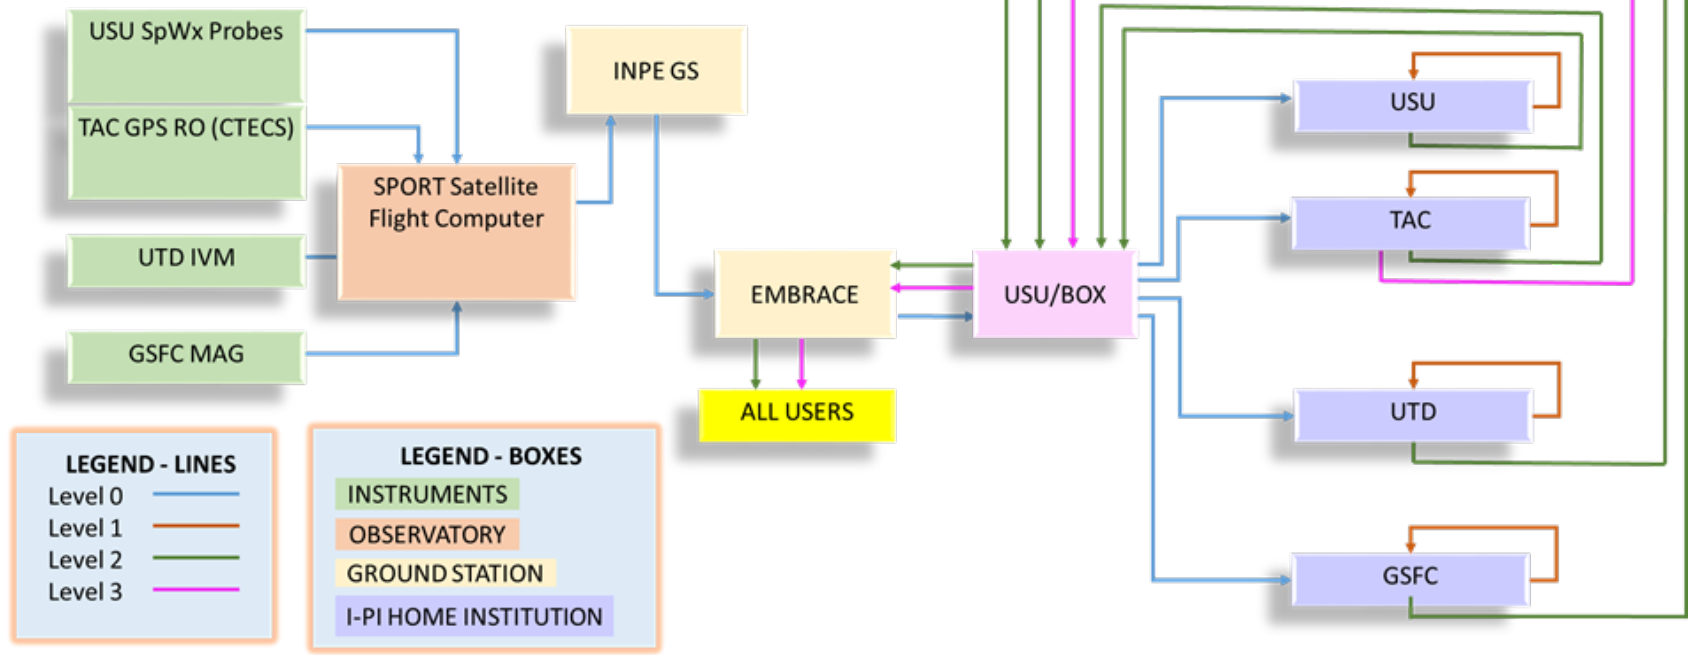 USU SpWx Probes
TAC GPS RO (CTECS)
UTD IVM
GSFC MAG
SPORT Satellite
Flight Computer
INPE GS
EMBRACE
ALL USERS
USU/BOX
USU
TAC
UTD
GSFC
LEGEND - LINES
Level 0
Level 1
Level 2
Level 3
LEGEND - BOXES
INSTRUMENTS
OBSERVATORY
GROUND STATION
I-PI HOME INSTITUTION